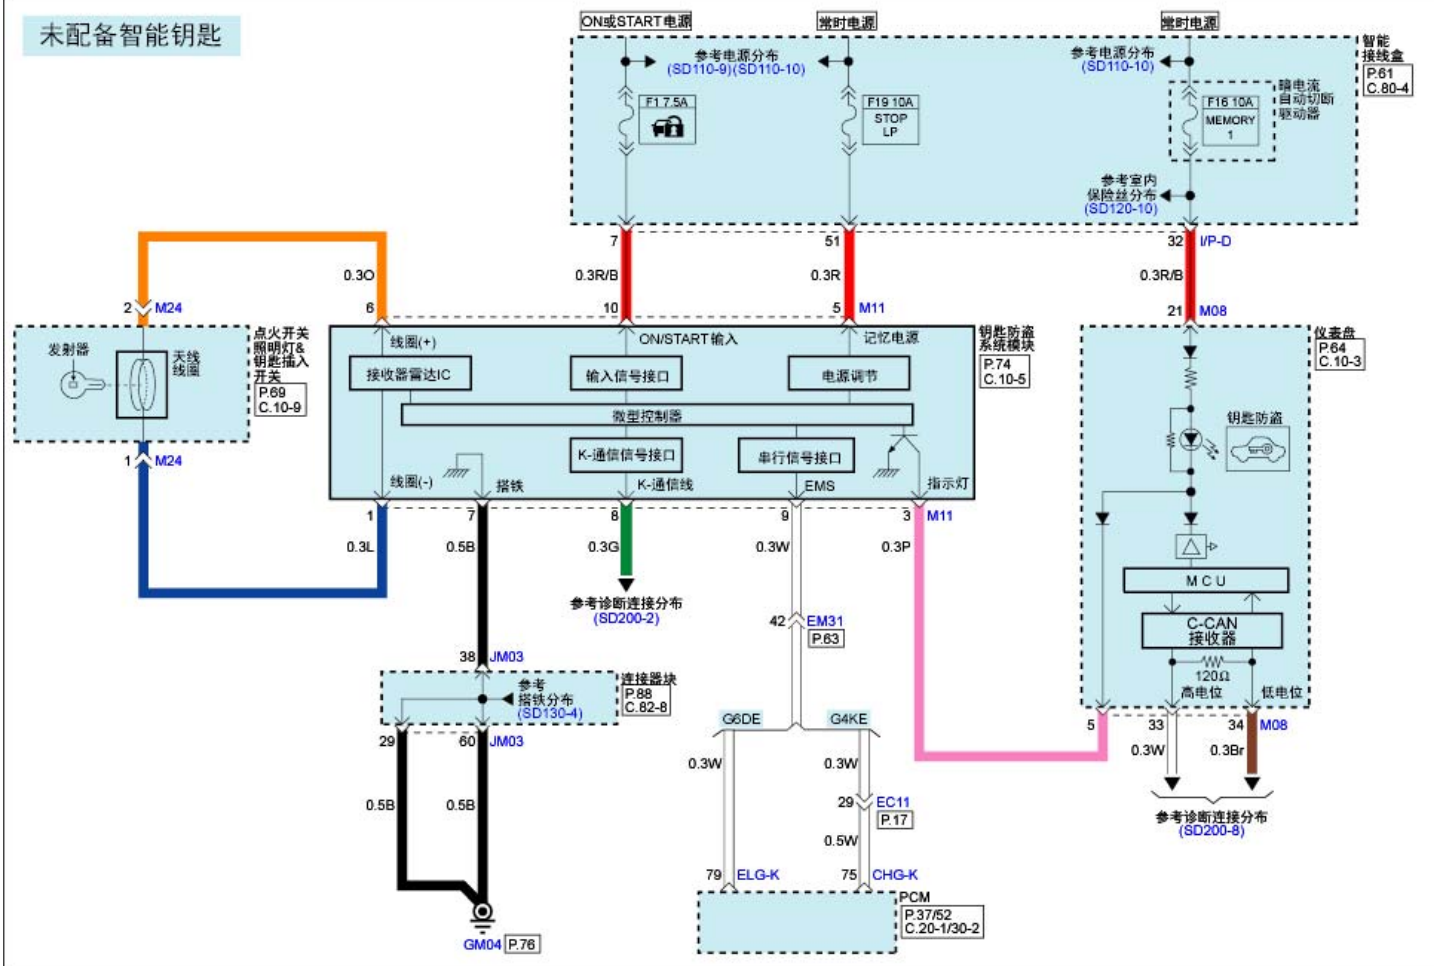 未配备智能钥匙
ON或START电源
常时电源
常时电源
参考电源分布
(SD110-9)(SD110-10)
参考电源分布
(SD110-10)
智能
接线盒
P.61
C.80-4
F1 7.5A
F19 10A
STOP
LP
F16 10A
MEMORY
1
暗电流
自动切断
驱动器
参考室内
保险丝分布
(SD120-10)
7
51
32
I/P-D
0.3O
0.3R/B
0.3R
0.3R/B
2
M24
6
10
5
M11
21
M08
发射器
天线
线圈
点火开关
照明灯&
钥匙插入
开关
P.69
C.10-9
1
M24
线圈(+)
ON/START 输入
记忆电源
接收器雷达IC
输入信号接口
电源调节
微型控制器
K-通信信号接口
串行信号接口
线圈(-)
搭铁
K-通信线
EMS
指示灯
钥匙防盗
系统模块
P.74
C.10-5
仪表盘
P.64
C.10-3
钥匙防盗
MCU
C-CAN
接收器
120Ω
高电位
低电位
1
7
8
9
3
M11
0.3L
0.5B
0.3G
0.3W
0.3P
参考诊断连接分布
(SD200-2)
42
EM31
P.63
38
JM03
参考
搭铁分布
(SD130-4)
连接器块
P.88
C.82-8
29
60
JM03
0.5B
0.5B
GM04
P.76
G6DE
G4KE
0.3W
0.3W
29
EC11
P.17
0.5W
79
ELG-K
75
CHG-K
PCM
P.37/52
C.20-1/30-2
5
33
34
M08
0.3W
0.3Br
参考诊断连接分布
(SD200-8)